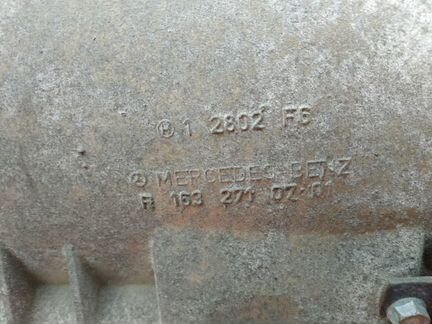 Ⓗ 1 2802 F6
MERCEDES-BENZ
R 163 271 07 01